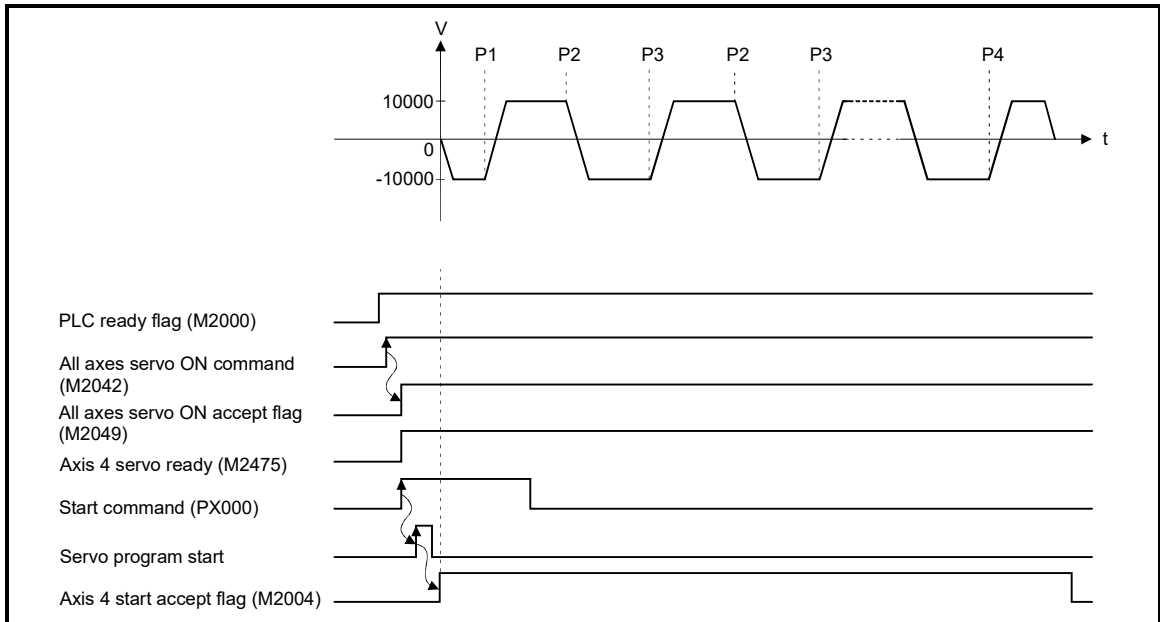 V
P1 P2 P3 P2 P3 P4
10000
0
t
-10000
PLC ready flag (M2000)
All axes servo ON command
(M2042)
All axes servo ON accept flag
(M2049)
Axis 4 servo ready (M2475)
Start command (PX000)
Servo program start
Axis 4 start accept flag (M2004)